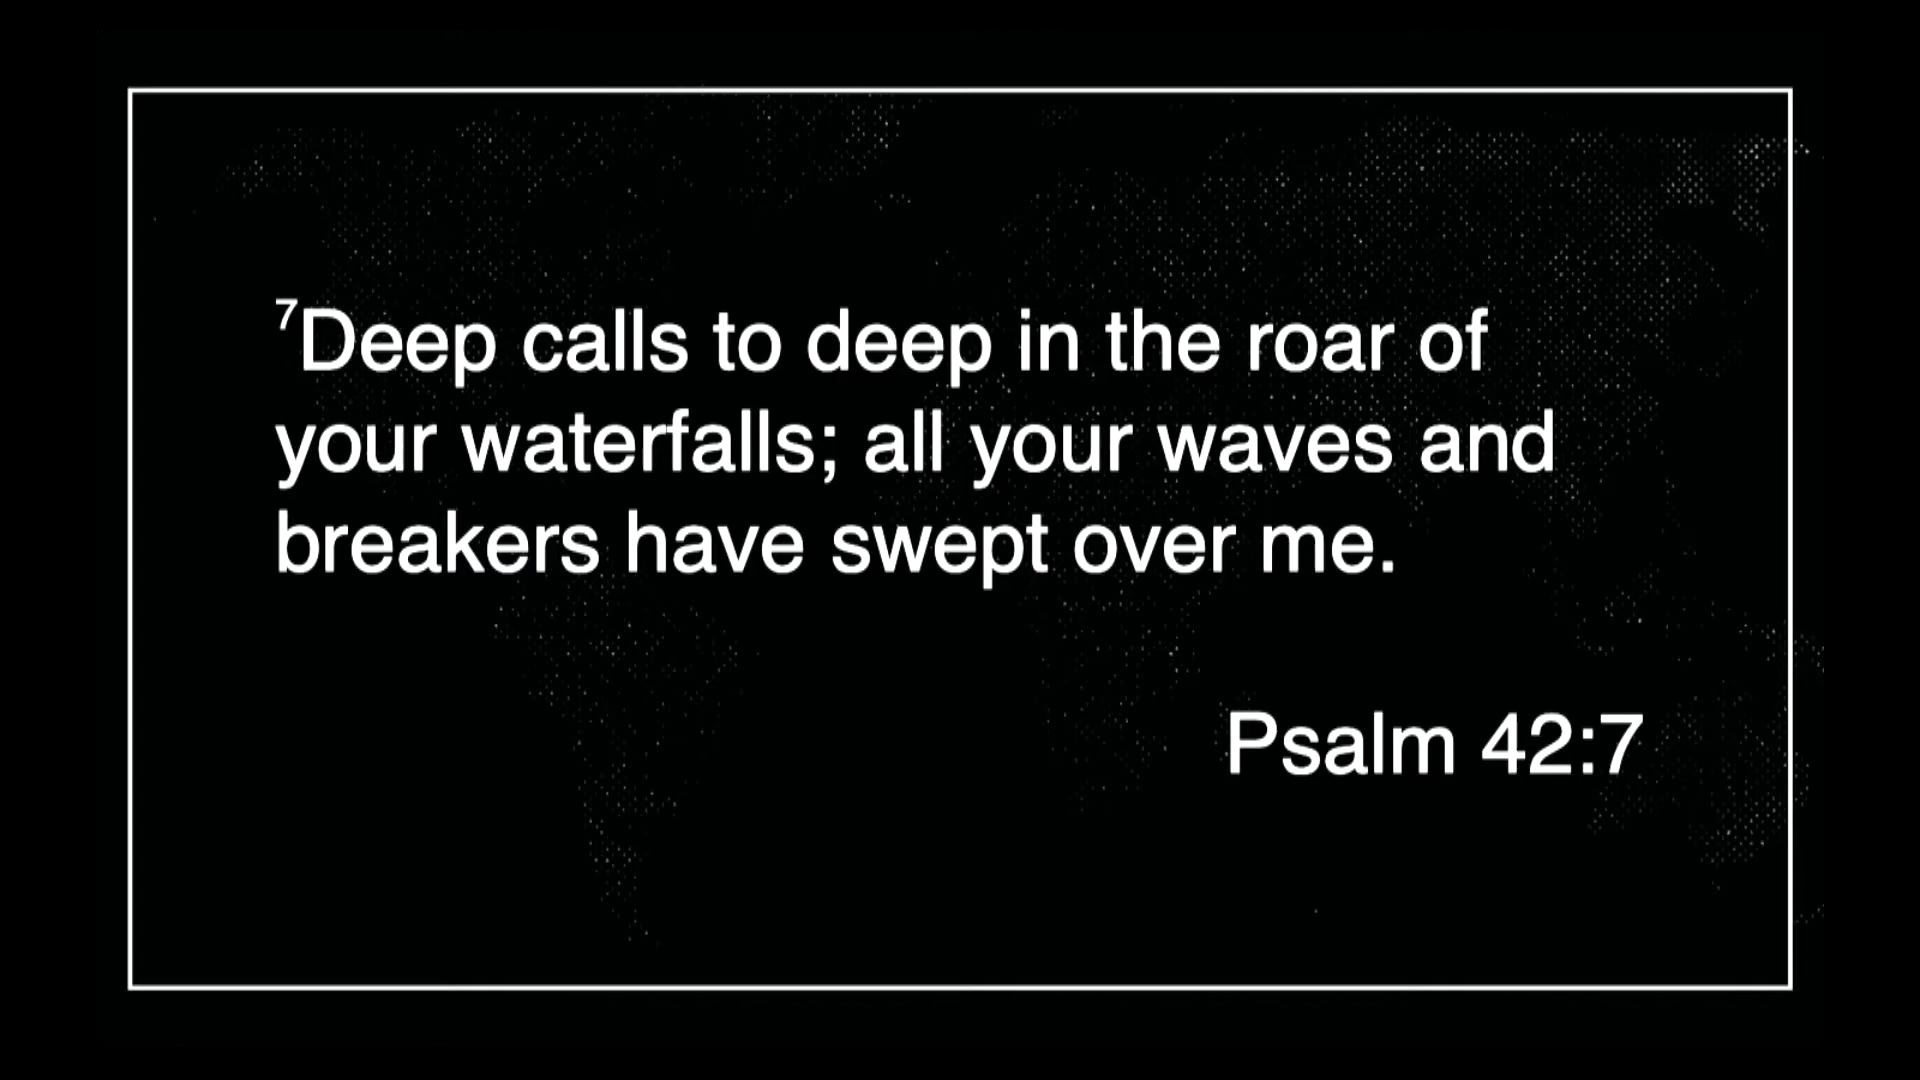 ⁷Deep calls to deep in the roar of
your waterfalls; all your waves and
breakers have swept over me.
Psalm 42:7